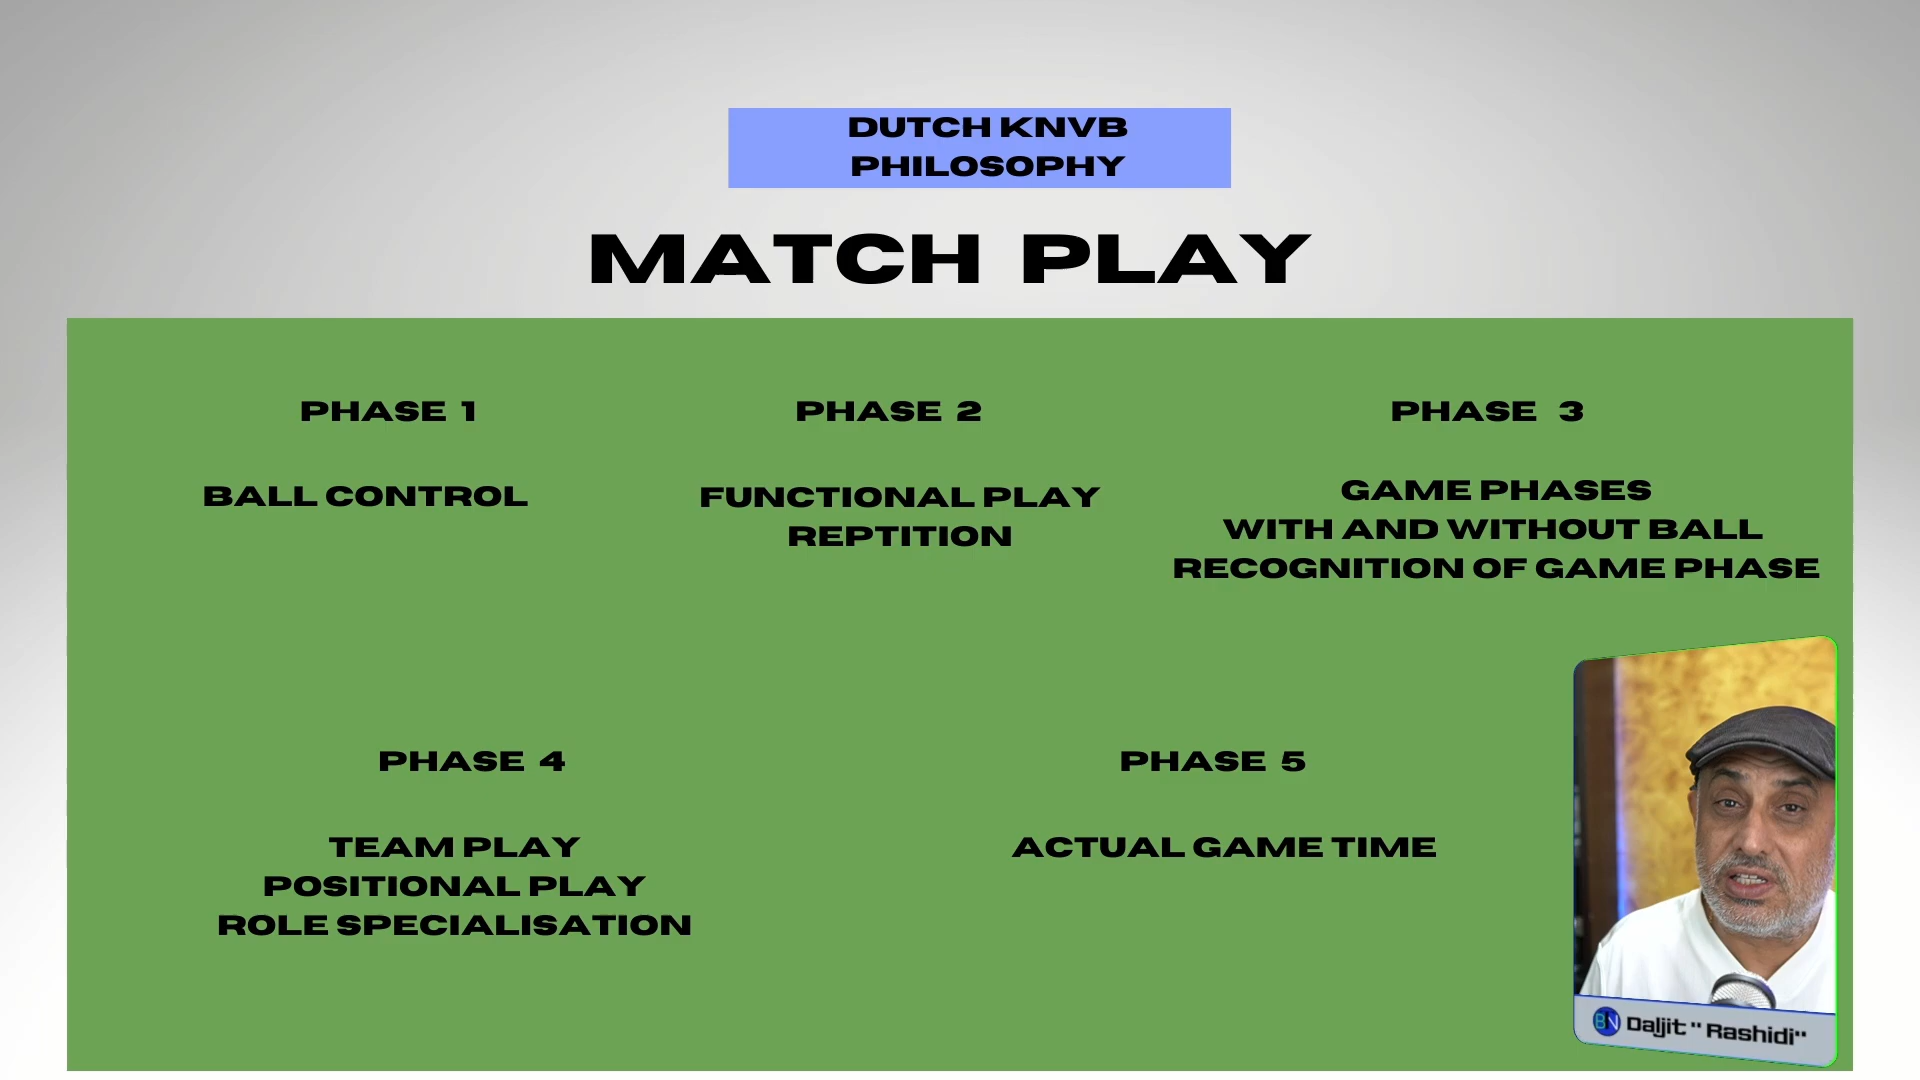 DUTCH KNVB
PHILOSOPHY
MATCH PLAY
PHASE 1
BALL CONTROL
PHASE 2
FUNCTIONAL PLAY
REPTITION
PHASE 3
GAME PHASES
WITH AND WITHOUT BALL
RECOGNITION OF GAME PHASE
PHASE 4
TEAM PLAY
POSITIONAL PLAY
ROLE SPECIALISATION
PHASE 5
ACTUAL GAME TIME
BN Daljit "Rashidi"